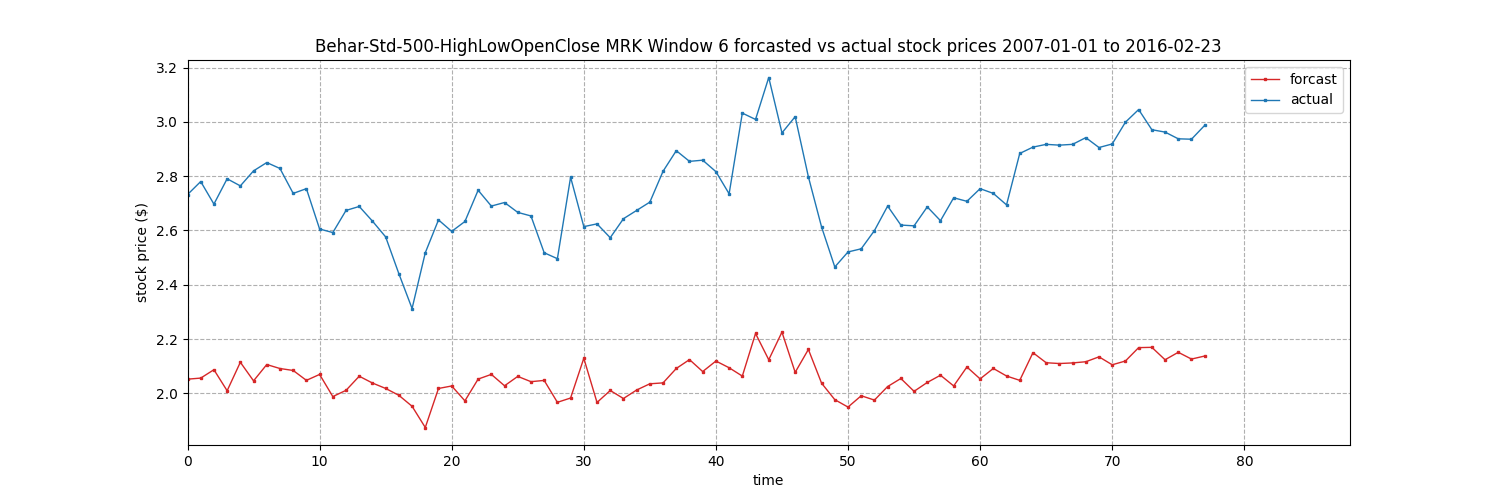 Behar-Std-500-HighLowOpenClose MRK Window 6 forcasted vs actual stock prices 2007-01-01 to 2016-02-23
forcast
actual
3.2
3.0
2.8
2.6
2.4
2.2
2.0
stock price ($)
0 10 20 30 40 50 60 70 80
time